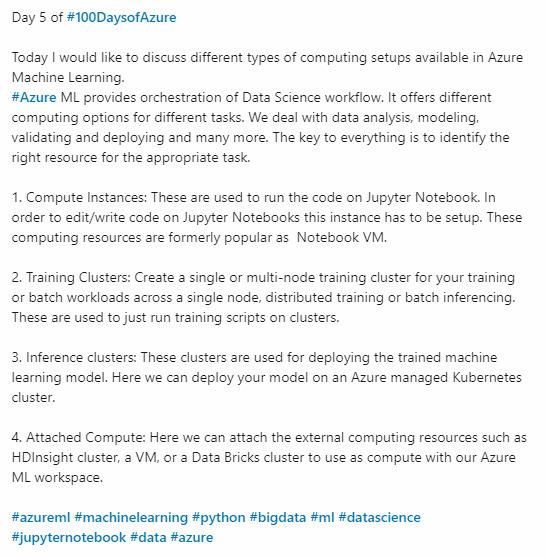 Day 5 of #100DaysofAzure
Today I would like to discuss different types of computing setups available in Azure
Machine Learning.
#Azure ML provides orchestration of Data Science workflow. It offers different
computing options for different tasks. We deal with data analysis, modeling,
validating and deploying and many more. The key to everything is to identify the
right resource for the appropriate task.
1. Compute Instances: These are used to run the code on Jupyter Notebook. In
order to edit/write code on Jupyter Notebooks this instance has to be setup. These
computing resources are formerly popular as  Notebook VM.
2. Training Clusters: Create a single or multi-node training cluster for your training
or batch workloads across a single node, distributed training or batch inferencing.
These are used to just run training scripts on clusters.
3. Inference clusters: These clusters are used for deploying the trained machine
learning model. Here we can deploy your model on an Azure managed Kubernetes
cluster.
4. Attached Compute: Here we can attach the external computing resources such as
HDInsight cluster, a VM, or a Data Bricks cluster to use as compute with our Azure
ML workspace.
#azureml #machinelearning #python #bigdata #ml #datascience
#jupyternotebook #data #azure